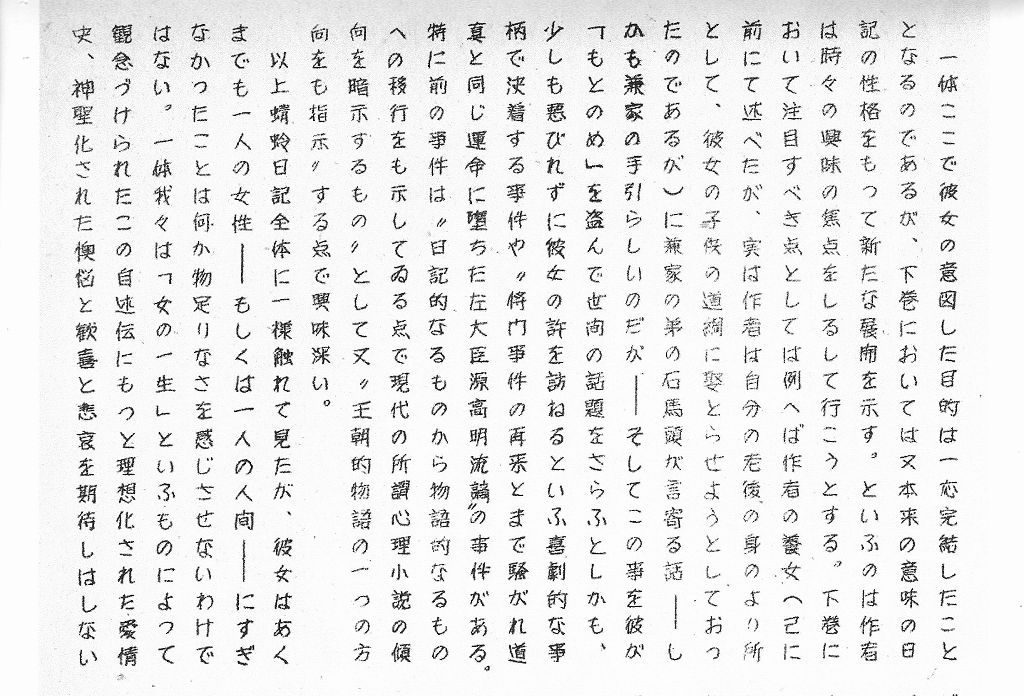 一体ここで彼女の意図した目的は一応完結したこと
となるのであるが、下巻においては又本来の意味の日
記の性格をもつて新たな展開を示す。といふのは作者
は時々の興味の焦点をしるして行こうとする。下巻に
おいて注目すべき点としては例へば作者の養女へ己に
前にて述べたが、実は作者は自分の老後の身のより所
として、彼女の子供の道綱に娶とらせようとしておつ
たのであるが)に兼家の弟の右馬頭が言寄る話――し
かも兼家の手引らしいのだが――そしてこの事を彼が
「もとのめ」を盗んで世向の話題をさらふとしかも、
少しも悪びれずに彼女の許を訪ねるといふ喜劇的な事
柄で決着する事件や〃将門事件の再来とまで騒がれ道
真と同じ運命に墮ちた左大臣源高明流謫〃の事件がある。
特に前の事件は〃日記的なるものから物語的なるもの
への移行をも示してゐる点で現代の所謂心理小説の傾
向を暗示するもの〃として又〃王朝的物語の一つの方
向をも指示〃する点で興味深い。
以上蜻蛉日記全体に一様触れて見たが、彼女はあく
までも一人の女性――もしくは一人の人間――にすぎ
なかつたことは何か物足りなさを感じさせないわけで
はない。一体我々は「女の一生」といふものによつて
観念づけられたこの自述伝にもつと理想化された愛情
史、神聖化された懊悩と歓喜と悲哀を期待しはしない